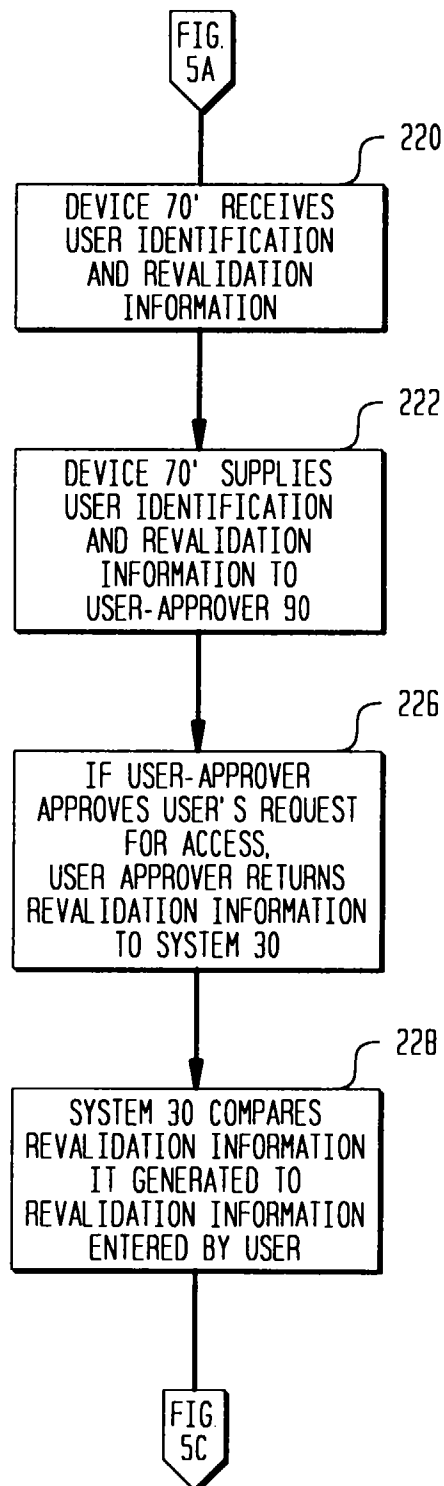 FIG.
5A
220
DEVICE 70' RECEIVES
USER IDENTIFICATION
AND REVALIDATION
INFORMATION
222
DEVICE 70' SUPPLIES
USER IDENTIFICATION
AND REVALIDATION
INFORMATION TO
USER-APPROVER 90
226
IF USER-APPROVER
APPROVES USER'S REQUEST
FOR ACCESS,
USER APPROVER RETURNS
REVALIDATION INFORMATION
TO SYSTEM 30
228
SYSTEM 30 COMPARES
REVALIDATION INFORMATION
IT GENERATED TO
REVALIDATION INFORMATION
ENTERED BY USER
FIG.
5C